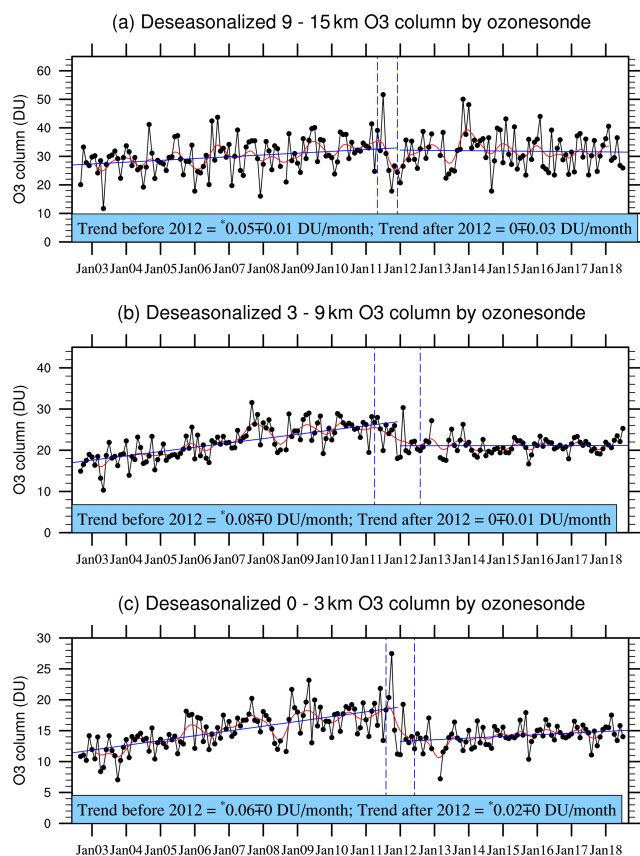 (a) Deseasonalized 9 - 15 km O3 column by ozonesonde
60
50
40
30
20
10
0
O3 column (DU)
Trend before 2012 = *0.05∓0.01 DU/month; Trend after 2012 = 0∓0.03 DU/month
Jan03 Jan04 Jan05 Jan06 Jan07 Jan08 Jan09 Jan10 Jan11 Jan12 Jan13 Jan14 Jan15 Jan16 Jan17 Jan18
(b) Deseasonalized 3 - 9 km O3 column by ozonesonde
40
30
20
10
0
O3 column (DU)
Trend before 2012 = *0.08∓0 DU/month; Trend after 2012 = 0∓0.01 DU/month
Jan03 Jan04 Jan05 Jan06 Jan07 Jan08 Jan09 Jan10 Jan11 Jan12 Jan13 Jan14 Jan15 Jan16 Jan17 Jan18
(c) Deseasonalized 0 - 3 km O3 column by ozonesonde
30
25
20
15
10
5
0
O3 column (DU)
Trend before 2012 = *0.06∓0 DU/month; Trend after 2012 = *0.02∓0 DU/month
Jan03 Jan04 Jan05 Jan06 Jan07 Jan08 Jan09 Jan10 Jan11 Jan12 Jan13 Jan14 Jan15 Jan16 Jan17 Jan18